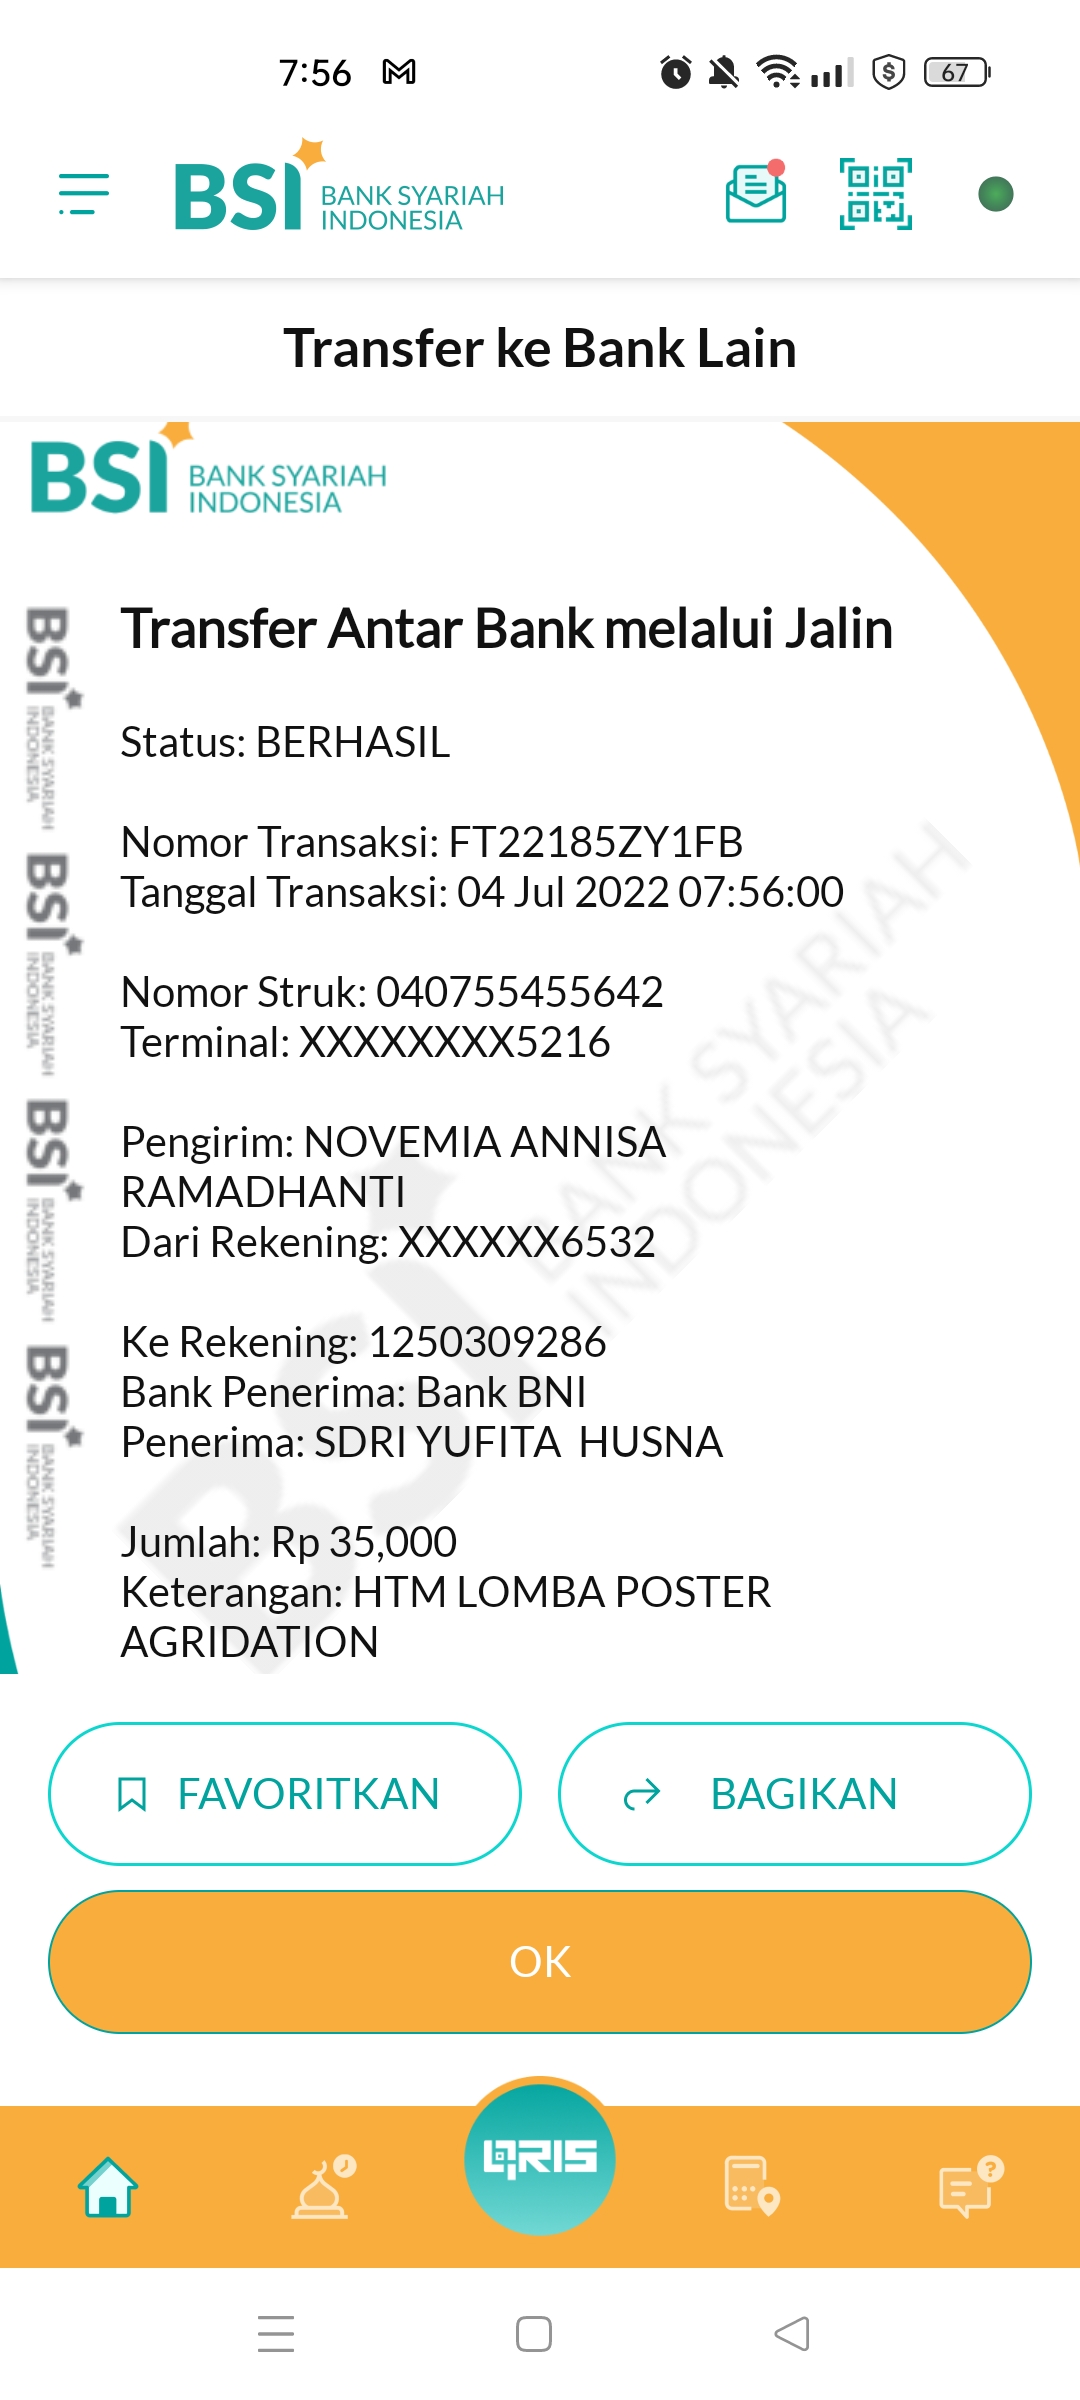 7:56
67
BSI BANK SYARIAH
INDONESIA
Transfer ke Bank Lain
BSI BANK SYARIAH
INDONESIA
Transfer Antar Bank melalui Jalin
Status: BERHASIL
Nomor Transaksi: FT22185ZY1FB
Tanggal Transaksi: 04 Jul 2022 07:56:00
Nomor Struk: 040755455642
Terminal: XXXXXXXX5216
Pengirim: NOVEMIA ANNISA
RAMADHANTI
Dari Rekening: XXXXXX6532
Ke Rekening: 1250309286
Bank Penerima: Bank BNI
Penerima: SDRI YUFITA  HUSNA
Jumlah: Rp 35,000
Keterangan: HTM LOMBA POSTER
AGRIDATION
BSI BANK SYARIAH
INDONESIA
BSI BANK SYARIAH
INDONESIA
BSI BANK SYARIAH
INDONESIA
BSI BANK SYARIAH
INDONESIA
BSI BANK SYARIAH
INDONESIA
FAVORITKAN
BAGIKAN
OK
QRIS